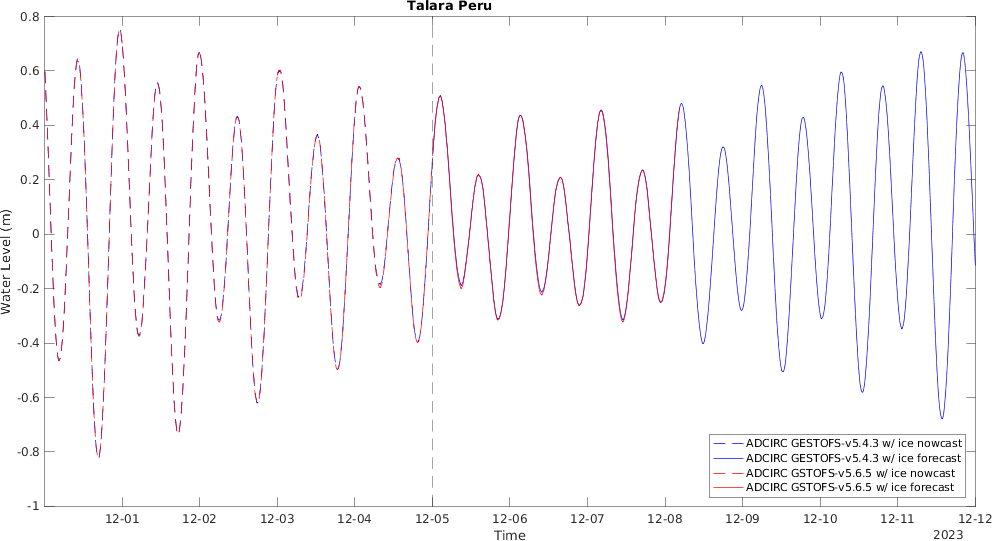 Talara Peru
0.8
0.6
0.4
0.2
0
-0.2
-0.4
-0.6
-0.8
-1
Water Level (m)
12-01 12-02 12-03 12-04 12-05 12-06 12-07 12-08 12-09 12-10 12-11 12-12
2023
Time
ADCIRC GESTOFS-v5.4.3 w/ ice nowcast
ADCIRC GESTOFS-v5.4.3 w/ ice forecast
ADCIRC GSTOFS-v5.6.5 w/ ice nowcast
ADCIRC GSTOFS-v5.6.5 w/ ice forecast